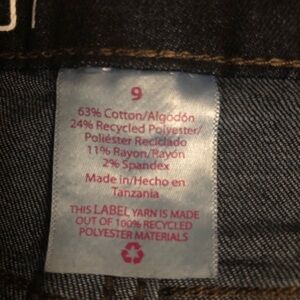 9
63% Cotton/Algodón
24% Recycled Polyester/
Poliéster Reciclado
11% Rayon/Rayón
2% Spandex
Made in/Hecho en
Tanzania
THIS LABEL YARN IS MADE
OUT OF 100% RECYCLED
POLYESTER MATERIALS